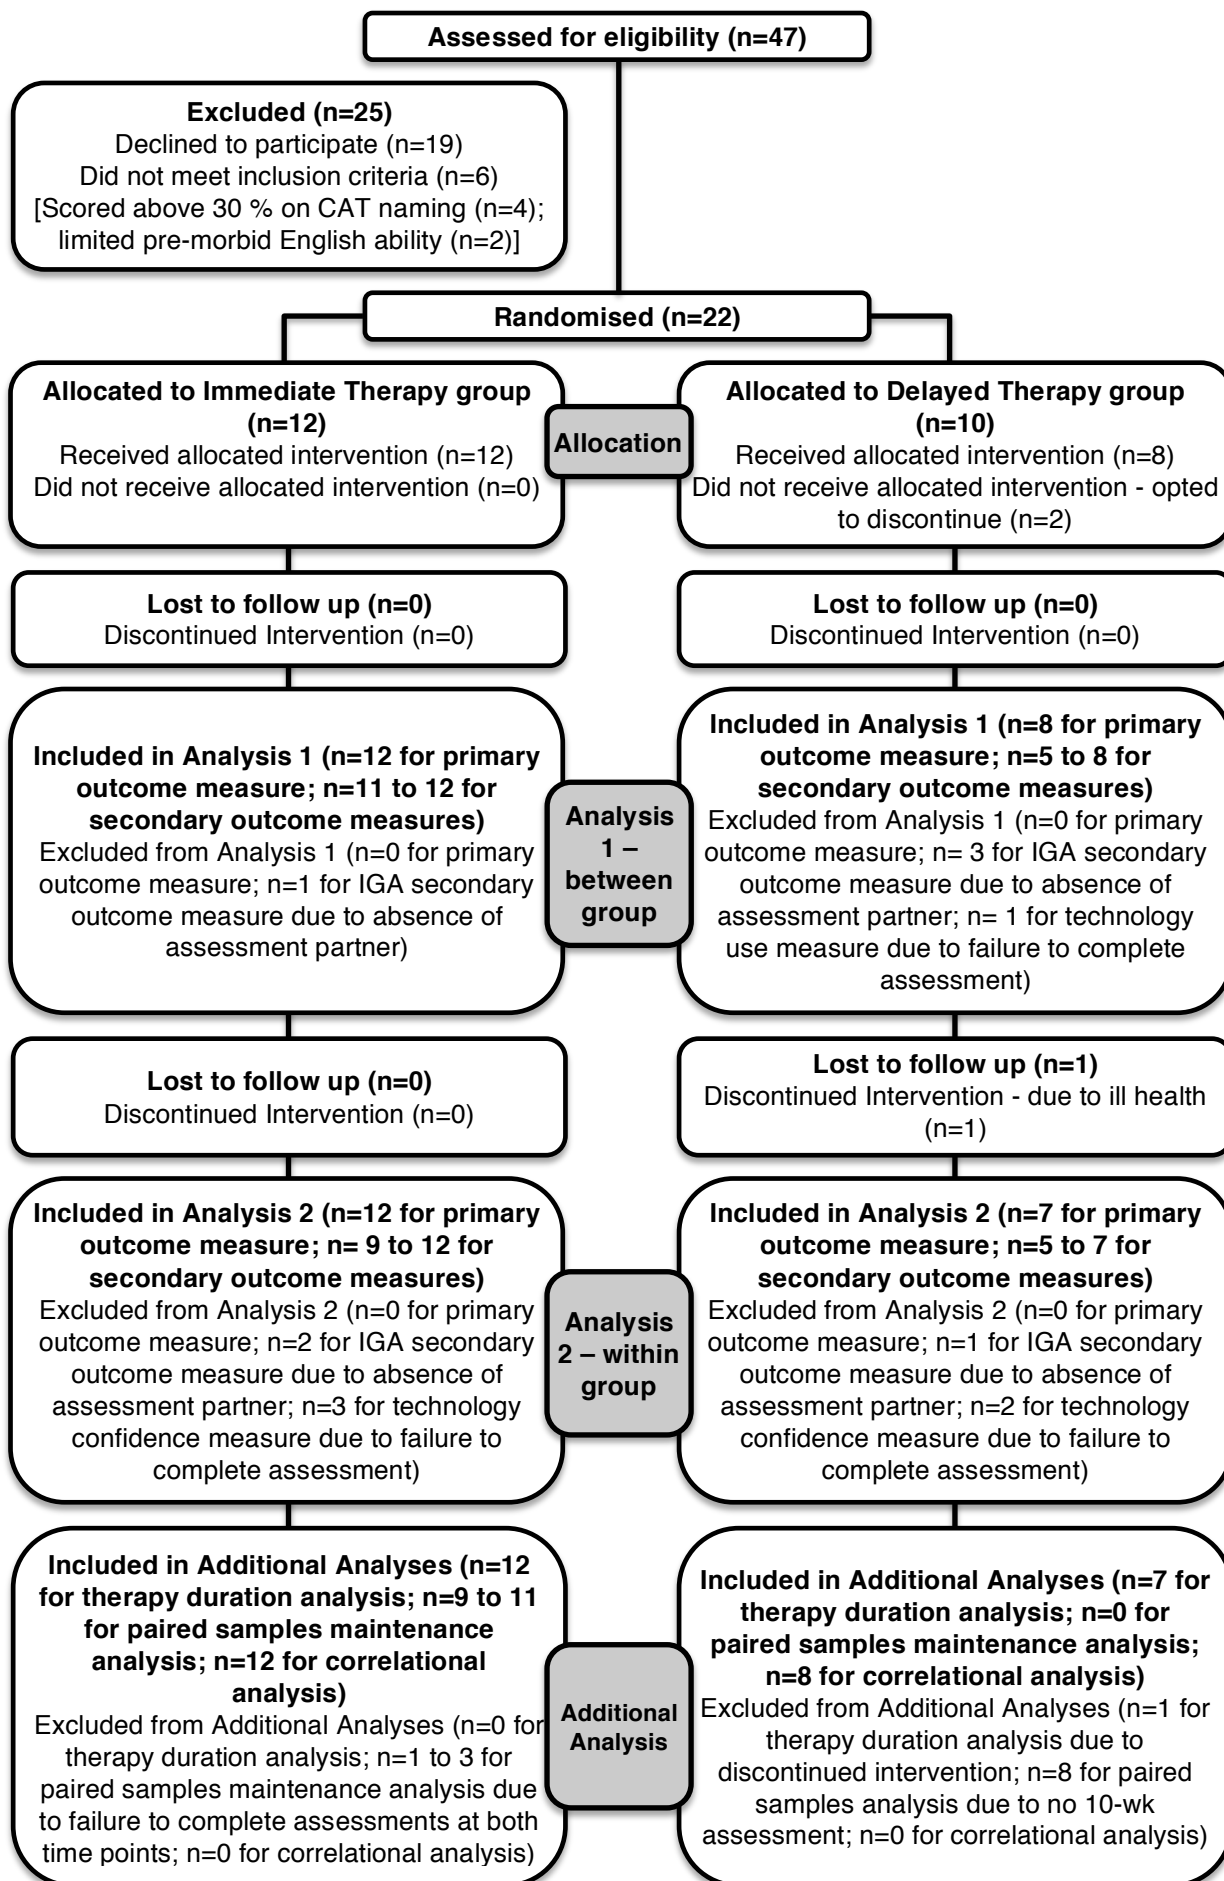 Assessed for eligibility (n=47)
Excluded (n=25)
Declined to participate (n=19)
Did not meet inclusion criteria (n=6)
[Scored above 30 % on CAT naming (n=4);
limited pre-morbid English ability (n=2)]
Randomised (n=22)
Allocated to Immediate Therapy group
(n=12)
Received allocated intervention (n=12)
Did not receive allocated intervention (n=0)
Allocation
Allocated to Delayed Therapy group
(n=10)
Received allocated intervention (n=8)
Did not receive allocated intervention - opted
to discontinue (n=2)
Lost to follow up (n=0)
Discontinued Intervention (n=0)
Lost to follow up (n=0)
Discontinued Intervention (n=0)
Included in Analysis 1 (n=12 for primary
outcome measure; n=11 to 12 for
secondary outcome measures)
Excluded from Analysis 1 (n=0 for primary
outcome measure; n=1 for IGA secondary
outcome measure due to absence of
assessment partner)
Analysis
1 –
between
group
Included in Analysis 1 (n=8 for primary
outcome measure; n=5 to 8 for
secondary outcome measures)
Excluded from Analysis 1 (n=0 for primary
outcome measure; n= 3 for IGA secondary
outcome measure due to absence of
assessment partner; n= 1 for technology
use measure due to failure to complete
assessment)
Lost to follow up (n=0)
Discontinued Intervention (n=0)
Lost to follow up (n=1)
Discontinued Intervention - due to ill health
(n=1)
Included in Analysis 2 (n=12 for primary
outcome measure; n= 9 to 12 for
secondary outcome measures)
Excluded from Analysis 2 (n=0 for primary
outcome measure; n=2 for IGA secondary
outcome measure due to absence of
assessment partner; n=3 for technology
confidence measure due to failure to
complete assessment)
Analysis
2 – within
group
Included in Analysis 2 (n=7 for primary
outcome measure; n=5 to 7 for
secondary outcome measures)
Excluded from Analysis 2 (n=0 for primary
outcome measure; n=1 for IGA secondary
outcome measure due to absence of
assessment partner; n=2 for technology
confidence measure due to failure to
complete assessment)
Included in Additional Analyses (n=12
for therapy duration analysis; n=9 to 11
for paired samples maintenance
analysis; n=12 for correlational
analysis)
Excluded from Additional Analyses (n=0 for
therapy duration analysis; n=1 to 3 for
paired samples maintenance analysis due
to failure to complete assessments at both
time points; n=0 for correlational analysis)
Additional
Analysis
Included in Additional Analyses (n=7 for
therapy duration analysis; n=0 for
paired samples maintenance analysis;
n=8 for correlational analysis)
Excluded from Additional Analyses (n=1 for
therapy duration analysis due to
discontinued intervention; n=8 for paired
samples analysis due to no 10-wk
assessment; n=0 for correlational analysis)